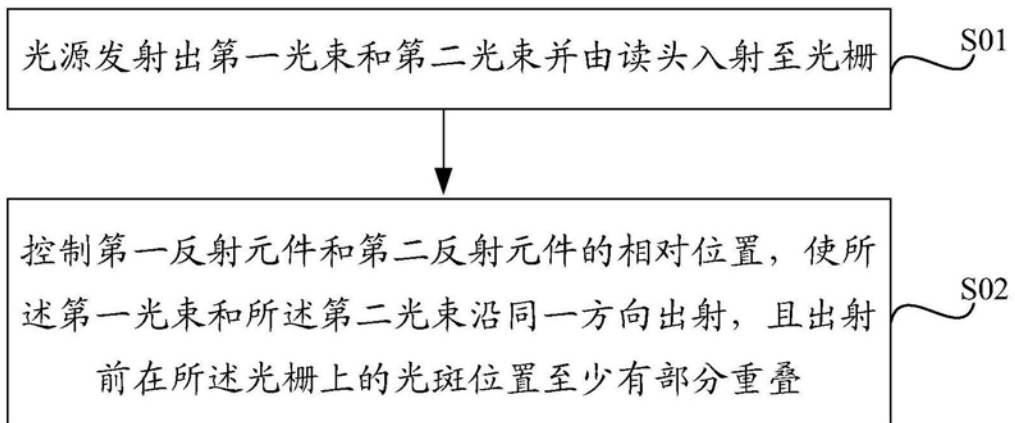 光源发射出第一光束和第二光束并由读头入射至光栅
S01
控制第一反射元件和第二反射元件的相对位置，使所
述第一光束和所述第二光束沿同一方向出射，且出射
前在所述光栅上的光斑位置至少有部分重叠
S02